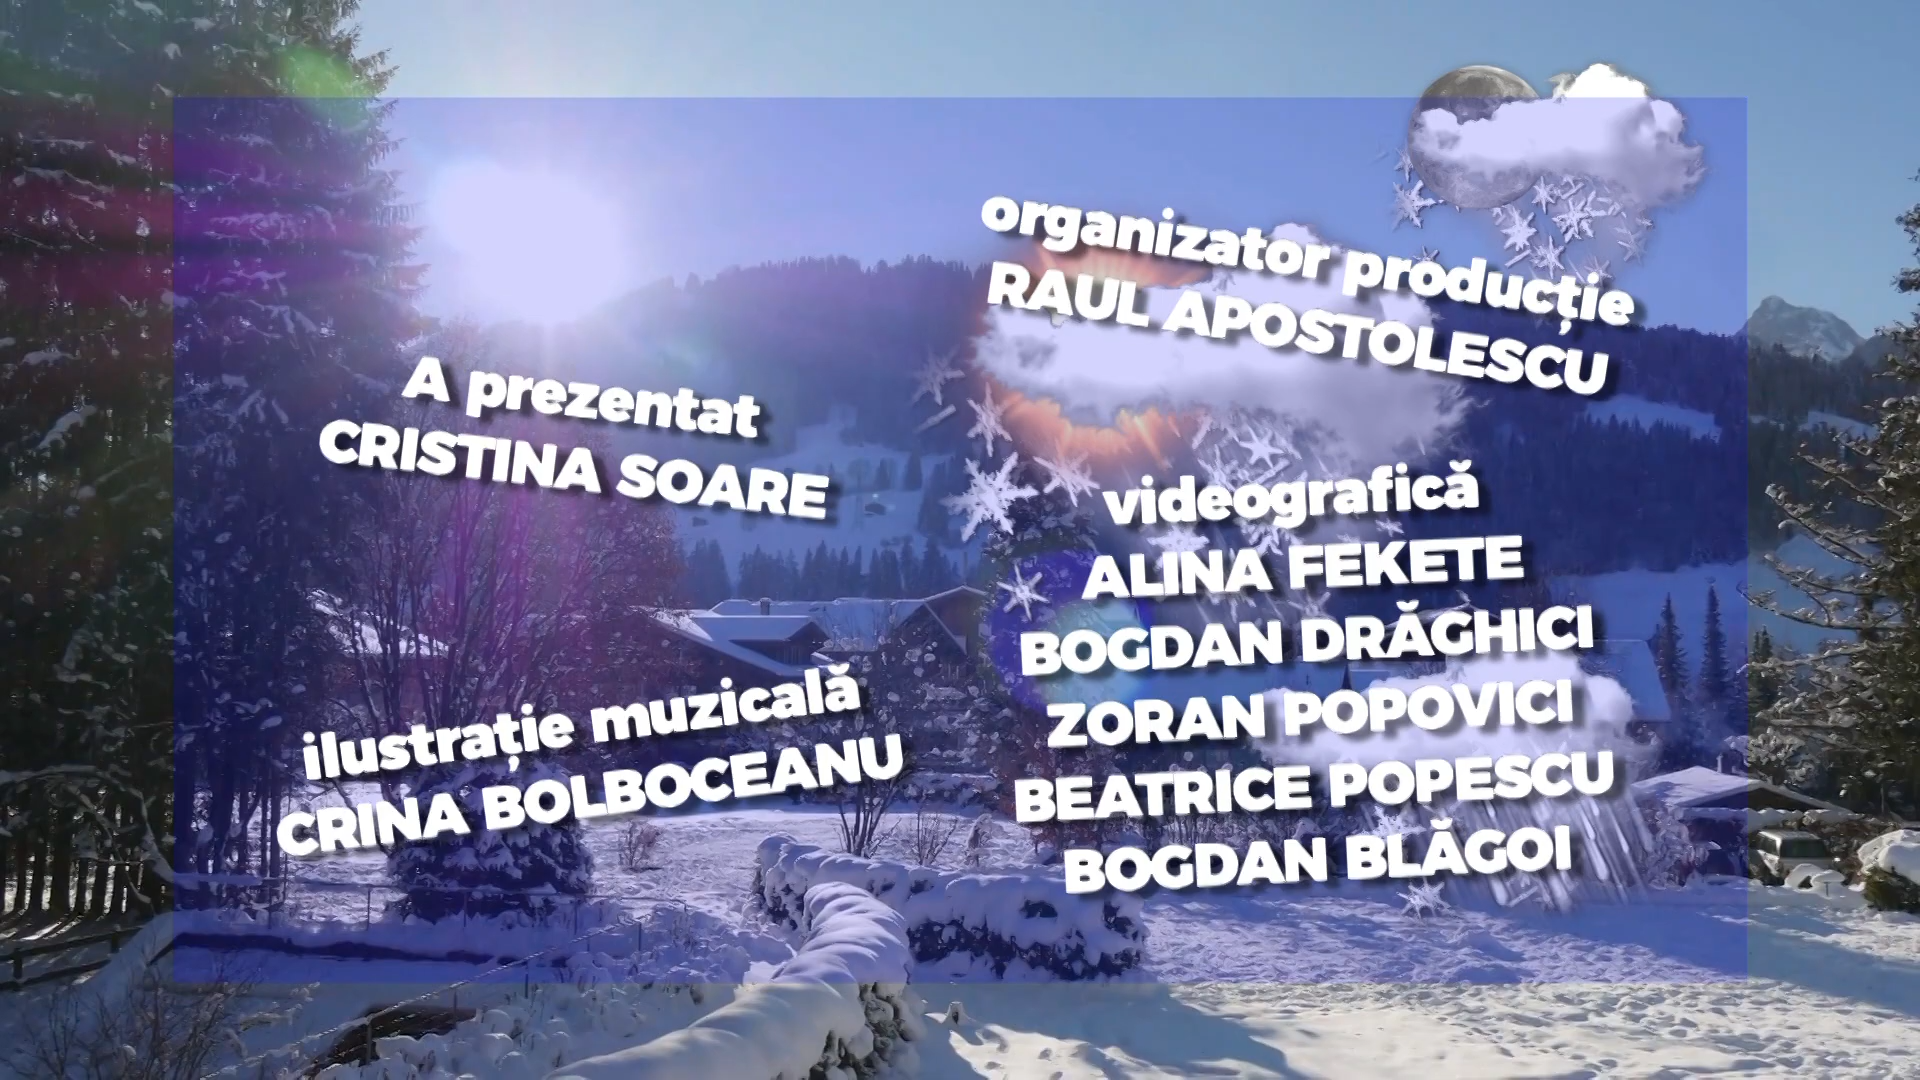 A prezentat
CRISTINA SOARE
ilustrație muzicală
CRINA BOLBOCEANU
organizator producție
RAUL APOSTOLESCU
videografică
ALINA FEKETE
BOGDAN DRĂGHICI
ZORAN POPOVICI
BEATRICE POPESCU
BOGDAN BLĂGOI